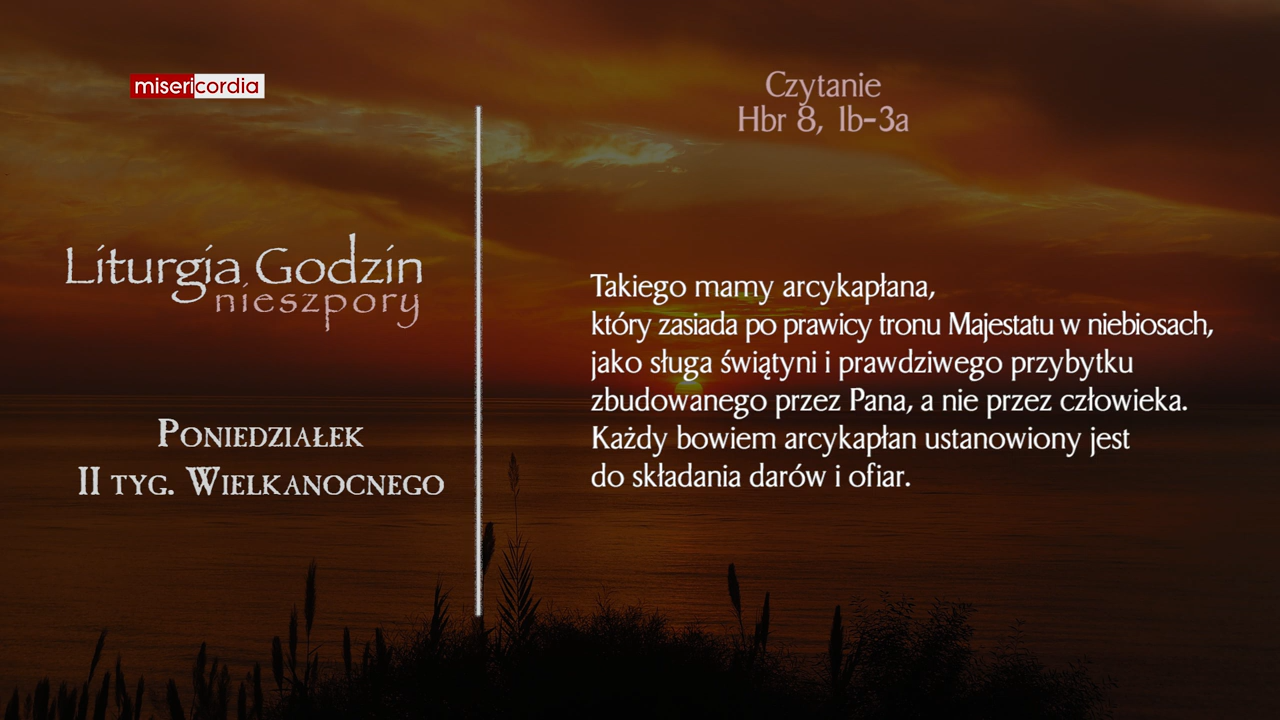 misericordia
Liturgia Godzin
nieszpory
Poniedziałek
II tyg. Wielkanocnego
Czytanie
Hbr 8, 1b-3a
Takiego mamy arcykapłana,
który zasiada po prawicy tronu Majestatu w niebiosach,
jako sługa świątyni i prawdziwego przybytku
zbudowanego przez Pana, a nie przez człowieka.
Każdy bowiem arcykapłan ustanowiony jest
do składania darów i ofiar.